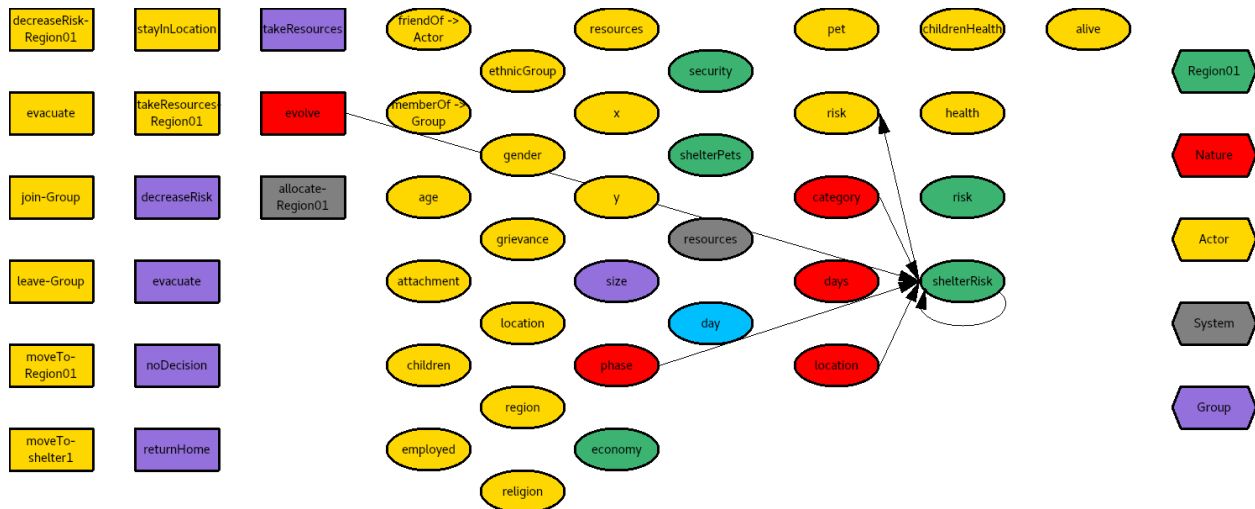 decreaseRisk-
Region01
stayInLocation
takeResources
friendOf ->
Actor
resources
pet
childrenHealth
alive
ethnicGroup
security
Region01
evacuate
takeResources-
Region01
evolve
memberOf ->
Group
x
risk
health
gender
shelterPets
Nature
join-Group
decreaseRisk
allocate-
Region01
age
y
category
risk
grievance
resources
Actor
leave-Group
evacuate
attachment
size
days
shelterRisk
location
day
System
moveTo-
Region01
noDecision
children
phase
location
region
Group
moveTo-
shelter1
returnHome
employed
economy
religion